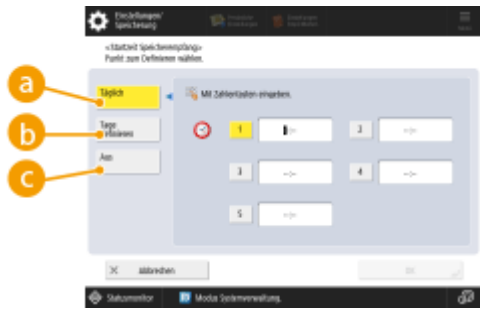 Einstellungen/
Speicherung
<Startzeit Speicherempfang>
Punkt zum Definieren wählen.
a
Täglich
Mit Zahlentasten eingeben.
b
Tage
definieren
1
--:--
2
--:--
c
Aus
3
--:--
4
--:--
5
--:--
Abbrechen
OK
Statusmonitor
Modus Systemverwaltung.